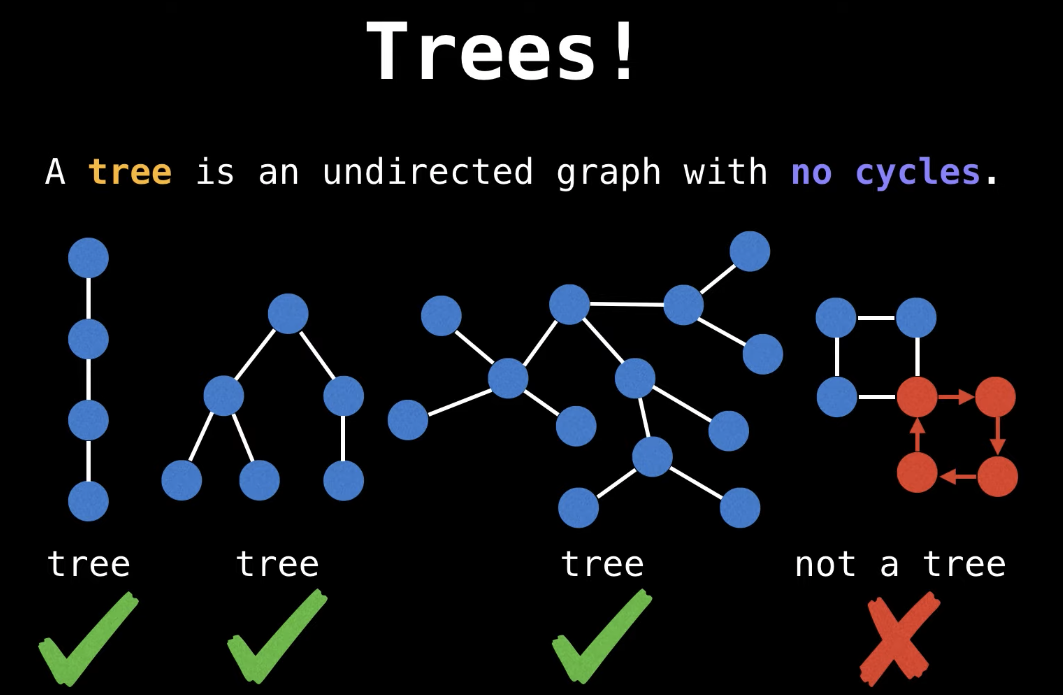 Trees!
A tree is an undirected graph with no cycles.
tree
tree
tree
not a tree